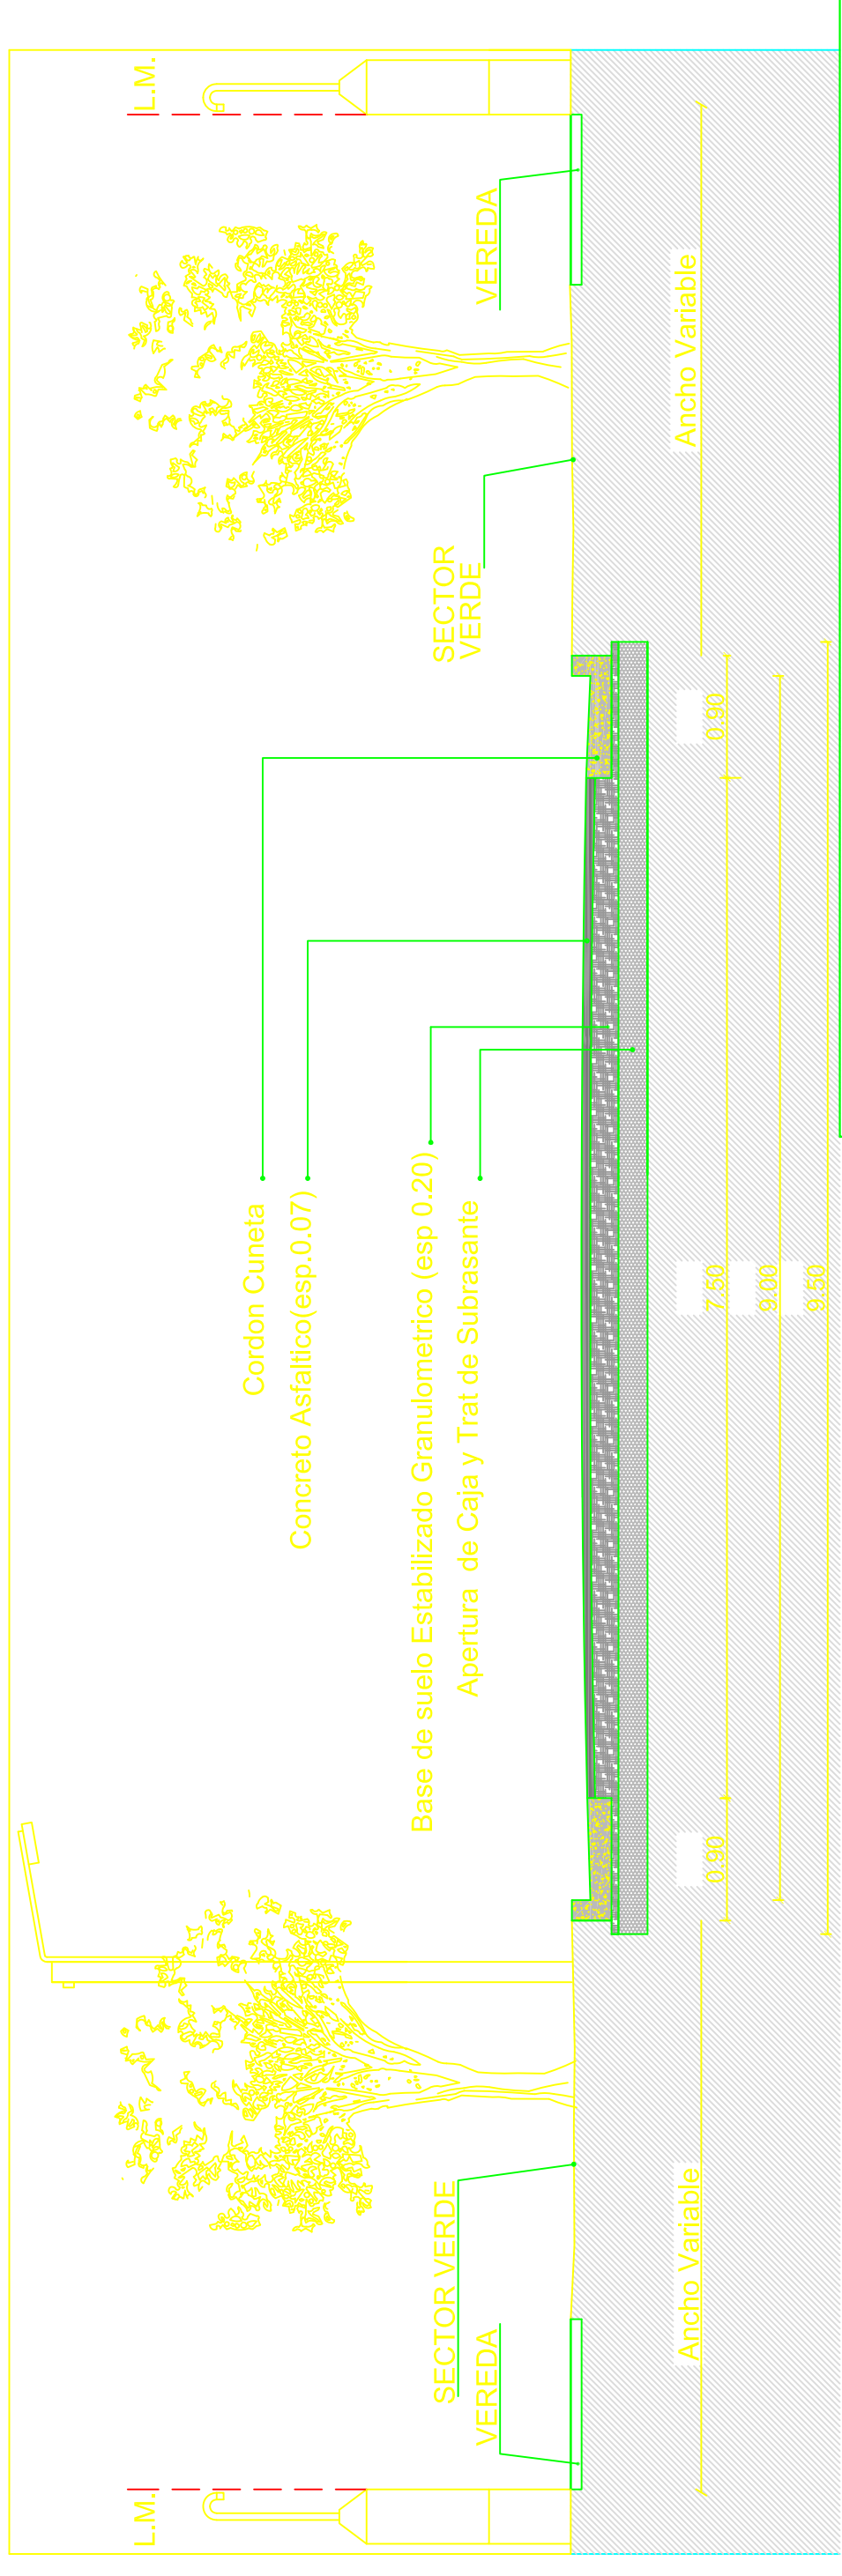 L.M.
L.M.
Cordon Cuneta
Concreto Asfaltico(esp.0.07)
Base de suelo Estabilizado Granulometrico (esp 0.20)
Apertura de Caja y Trat de Subrasante
SECTOR VERDE
VEREDA
SECTOR
VERDE
VEREDA
Ancho Variable
Ancho Variable
0.90
7.50
0.90
9.00
9.50